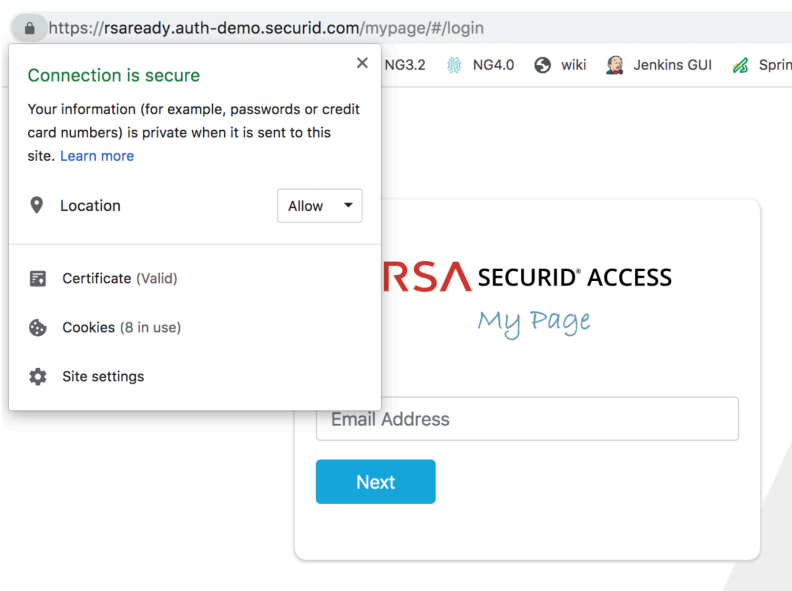 https://rsaready.auth-demo.securid.com/mypage/#/login
NG3.2 NG4.0 wiki Jenkins GUI Sprin
Connection is secure
Your information (for example, passwords or credit
card numbers) is private when it is sent to this
site. Learn more
Location Allow
Certificate (Valid)
Cookies (8 in use)
Site settings
RSA SECURID® ACCESS
My Page
Email Address
Next